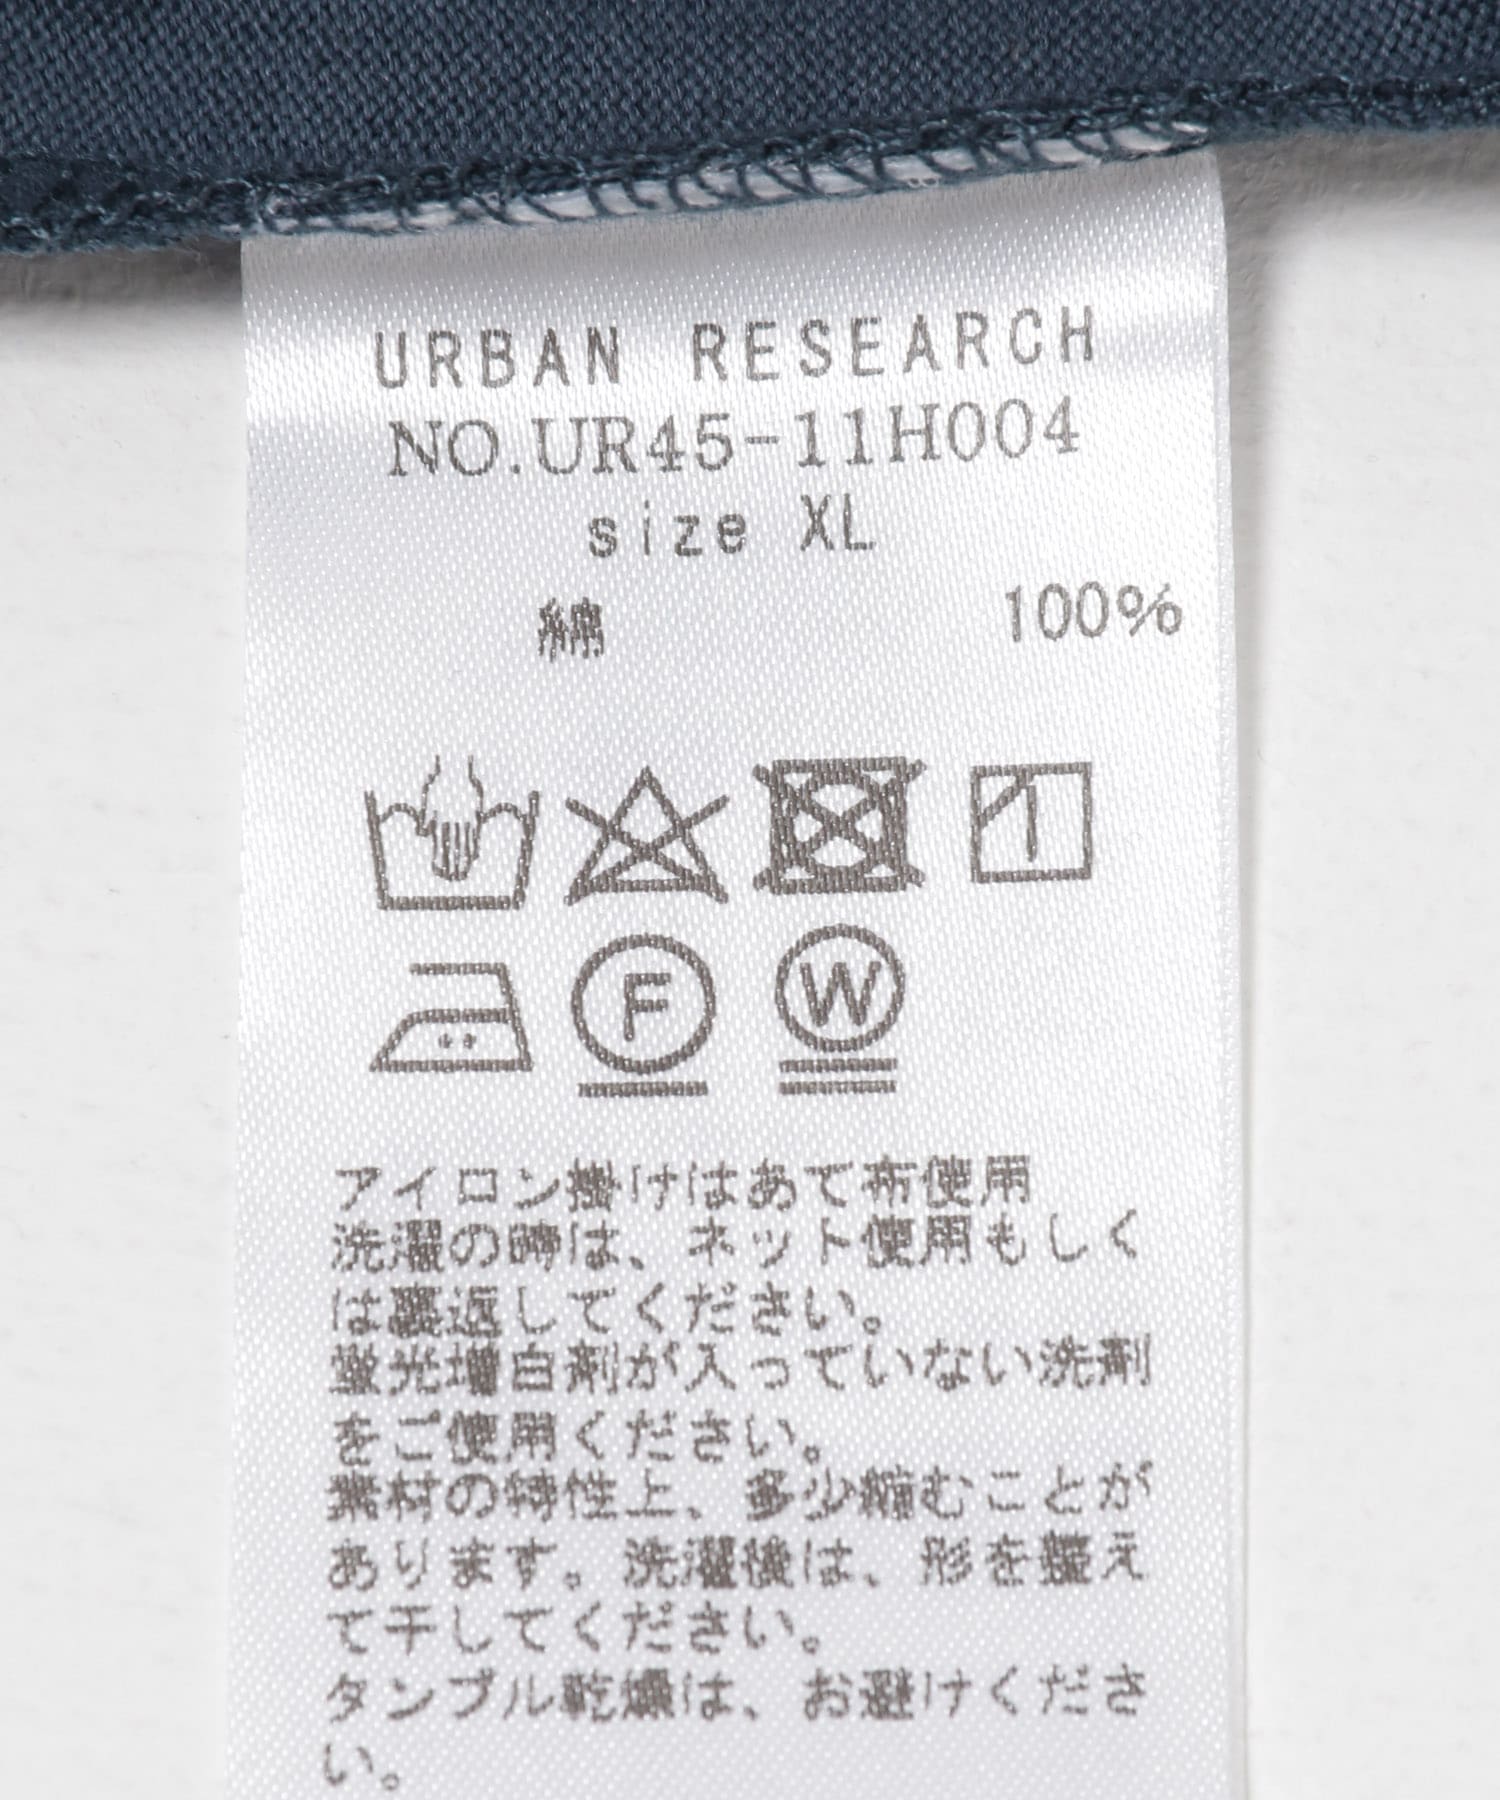 URBAN RESEARCH
NO.UR45-11H004
size XL
綿 100%
F
W
アイロン掛けはあて布使用
洗濯の時は、ネット使用もしく
は裏返してください。
蛍光増白剤が入っていない洗剤
をご使用ください。
素材の特性上、多少縮むことが
あります。洗濯後は、形を整え
て干してください。
タンブル乾燥は、お避けくださ
い。